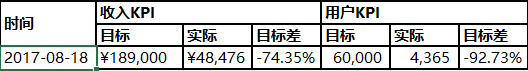 时间 收入KPI 用户KPI
目标 实际 目标差 目标 实际 目标差
2017-08-18 ¥189,000 ¥48,476 -74.35% 60,000 4,365 -92.73%